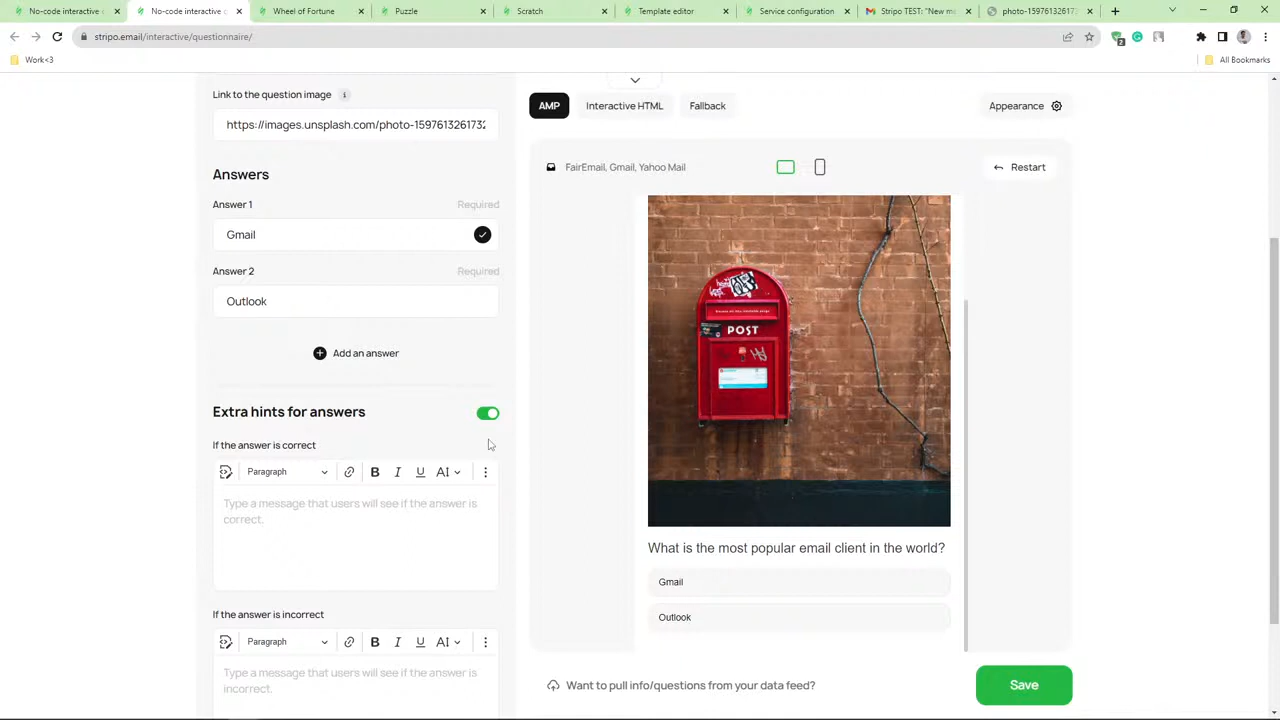 No-code interactive e
No-code interactive e
Wheel of Fortune
Puzzle
Scratch
Template editor
Service configuration
Stripo TEST: "New m
photo-15976132617
stripo.email/interactive/questionnaire/
2
Work<3
All Bookmarks
Link to the question image
https://images.unsplash.com/photo-1597613261732
Answers
Answer 1
Required
Gmail
Answer 2
Required
Outlook
Add an answer
Extra hints for answers
If the answer is correct
Paragraph
B I U AI
Type a message that users will see if the answer is
correct.
If the answer is incorrect
Paragraph
B I U AI
Type a message that users will see if the answer is
incorrect.
AMP
Interactive HTML
Fallback
Appearance
FairEmail, Gmail, Yahoo Mail
Restart
POST
What is the most popular email client in the world?
Gmail
Outlook
Want to pull info/questions from your data feed?
Save